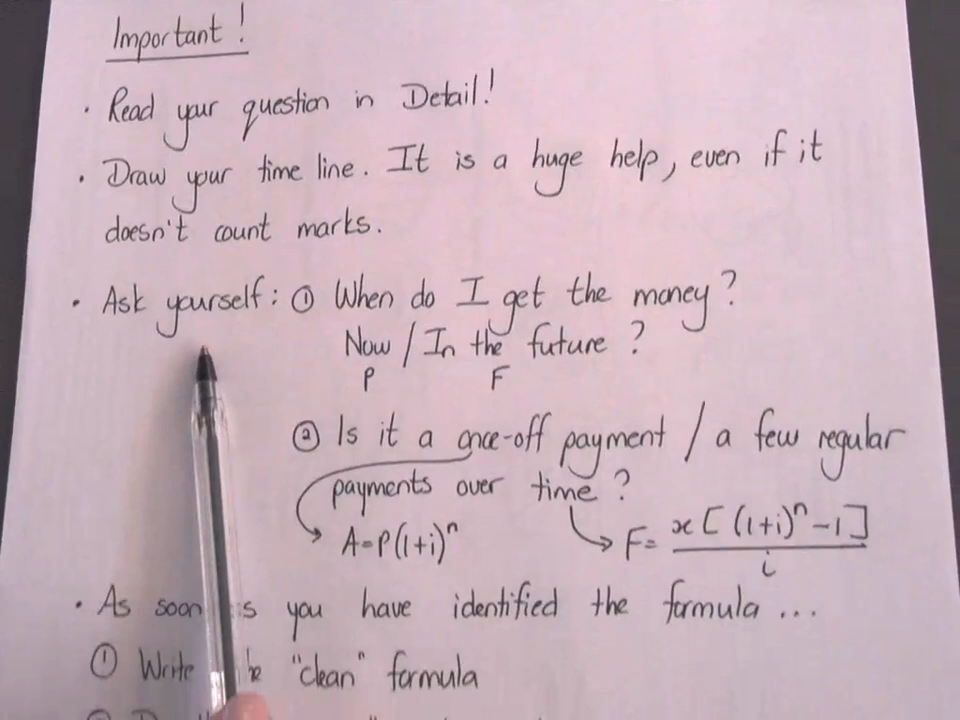 Important!
· Read your question in Detail!
· Draw your time line. It is a huge help, even if it
doesn't count marks.
· Ask yourself: ① When do I get the money?
Now / In the future?
P F
② Is it a once-off payment / a few regular
payments over time?
A=P(1+i)ⁿ F= x[(1+i)ⁿ-1]
i
· As soon you have identified the formula ...
① Write "clean" formula